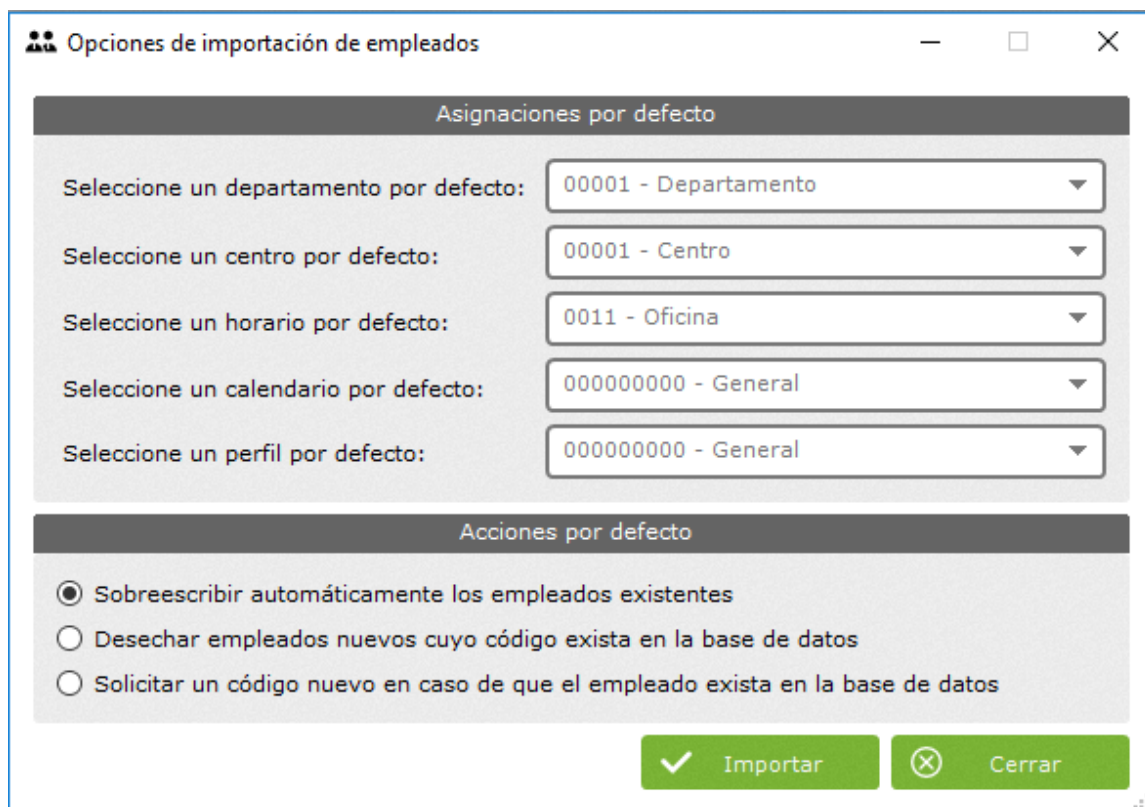 Opciones de importación de empleados
Asignaciones por defecto
Seleccione un departamento por defecto: 00001 - Departamento
Seleccione un centro por defecto: 00001 - Centro
Seleccione un horario por defecto: 0011 - Oficina
Seleccione un calendario por defecto: 000000000 - General
Seleccione un perfil por defecto: 000000000 - General
Acciones por defecto
Sobreescribir automáticamente los empleados existentes
Desechar empleados nuevos cuyo código exista en la base de datos
Solicitar un código nuevo en caso de que el empleado exista en la base de datos
Importar Cerrar